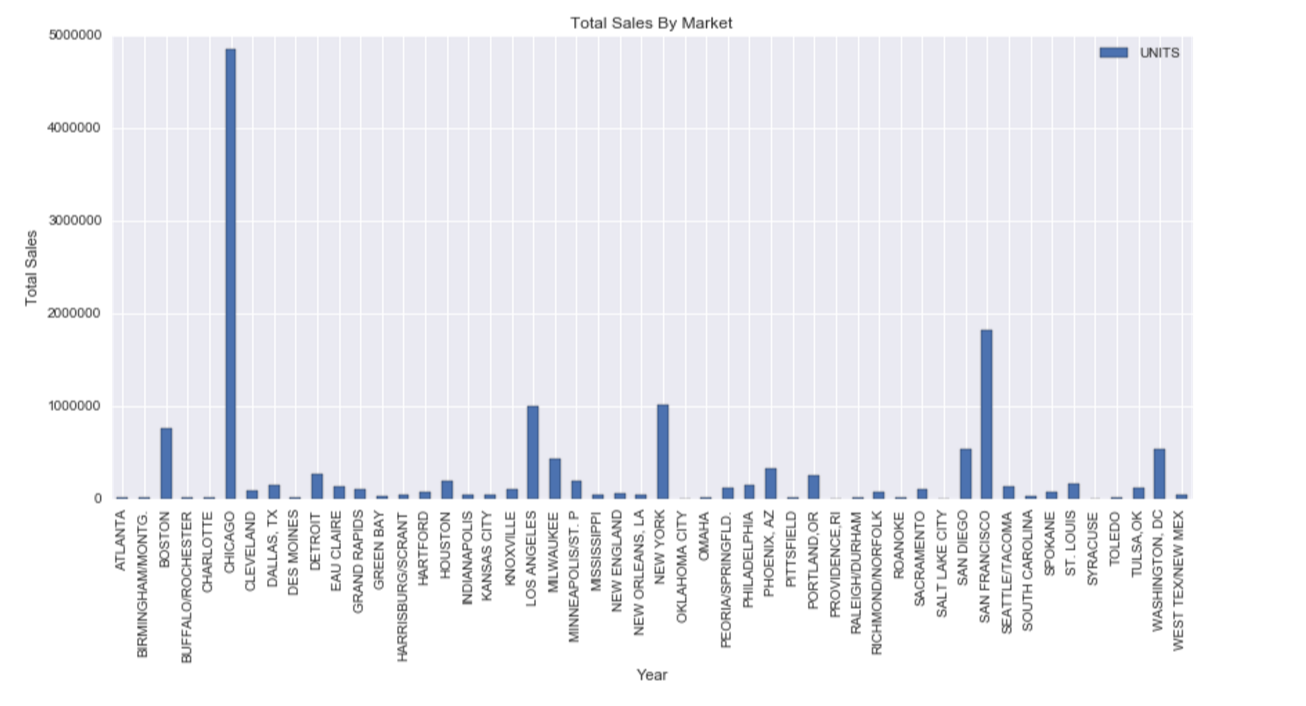 Total Sales By Market
UNITS
5000000
4000000
3000000
2000000
1000000
0
Total Sales
ATLANTA
BIRMINGHAM/MONTG.
BOSTON
BUFFALO/ROCHESTER
CHARLOTTE
CHICAGO
CLEVELAND
DALLAS, TX
DES MOINES
DETROIT
EAU CLAIRE
GRAND RAPIDS
GREEN BAY
HARRISBURG/SCRANT
HARTFORD
HOUSTON
INDIANAPOLIS
KANSAS CITY
KNOXVILLE
LOS ANGELES
MILWAUKEE
MINNEAPOLIS/ST. P
MISSISSIPPI
NEW ENGLAND
NEW ORLEANS, LA
NEW YORK
OKLAHOMA CITY
OMAHA
PEORIA/SPRINGFLD.
PHILADELPHIA
PHOENIX, AZ
PITTSFIELD
PORTLAND,OR
PROVIDENCE,RI
RALEIGH/DURHAM
RICHMOND/NORFOLK
ROANOKE
SACRAMENTO
SALT LAKE CITY
SAN DIEGO
SAN FRANCISCO
SEATTLE/TACOMA
SOUTH CAROLINA
SPOKANE
ST. LOUIS
SYRACUSE
TOLEDO
TULSA,OK
WASHINGTON, DC
WEST TEX/NEW MEX
Year